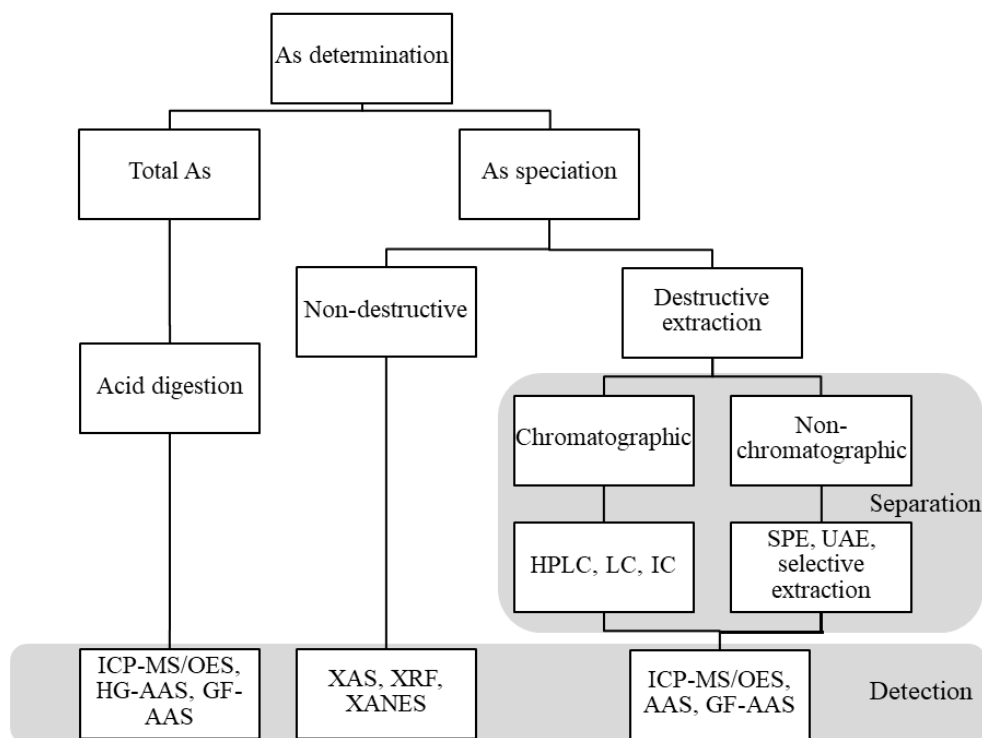 As determination
Total As
As speciation
Non-destructive
Destructive
extraction
Acid digestion
Chromatographic
Non-
chromatographic
Separation
HPLC, LC, IC
SPE, UAE,
selective
extraction
ICP-MS/OES,
HG-AAS, GF-
AAS
XAS, XRF,
XANES
ICP-MS/OES,
AAS, GF-AAS
Detection